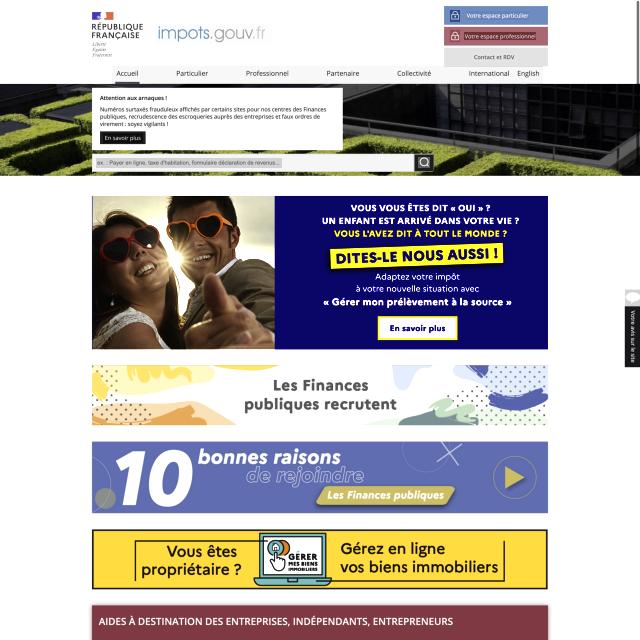 RÉPUBLIQUE
FRANÇAISE
Liberté
Égalité
Fraternité
impots.gouv.fr
Votre espace particulier
Votre espace professionnel
Contact et RDV
Accueil
Particulier
Professionnel
Partenaire
Collectivité
International
English
Attention aux arnaques !
Numéros surtaxés frauduleux affichés par certains sites pour nos centres des Finances
publiques, recrudescence des escroqueries auprès des entreprises et faux ordres de
virement : soyez vigilants !
En savoir plus
ex. : Payer en ligne, taxe d'habitation, formulaire déclaration de revenus...
VOUS VOUS ÊTES DIT « OUI » ?
UN ENFANT EST ARRIVÉ DANS VOTRE VIE ?
VOUS L'AVEZ DIT À TOUT LE MONDE ?
DITES-LE NOUS AUSSI !
Adaptez votre impôt
à votre nouvelle situation avec
« Gérer mon prélèvement à la source »
En savoir plus
Votre avis sur le site
Les Finances
publiques recrutent
10 bonnes raisons
de rejoindre
Les Finances publiques
Vous êtes
propriétaire ?
GÉRER
MES BIENS
IMMOBILIERS
Gérez en ligne
vos biens immobiliers
AIDES À DESTINATION DES ENTREPRISES, INDÉPENDANTS, ENTREPRENEURS